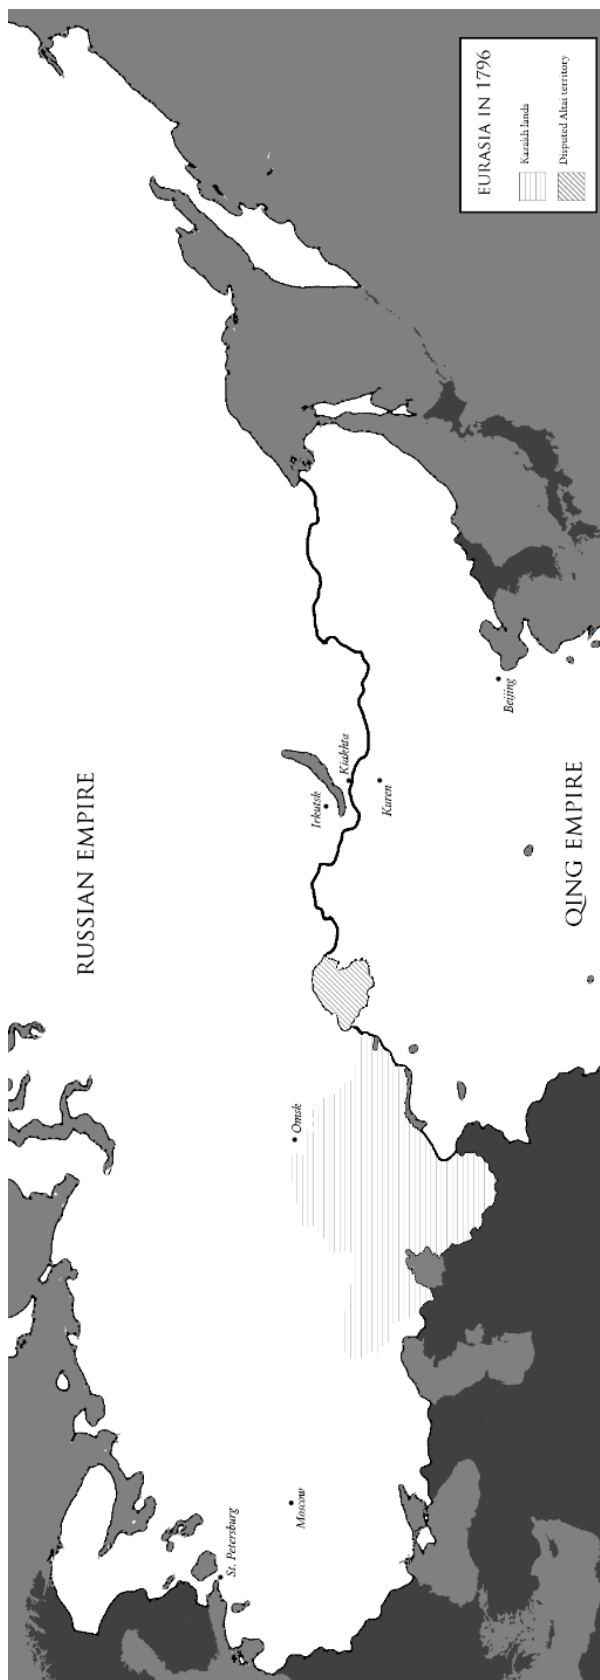 EURASIA IN 1796
Kazakh lands
Disputed Altai territory
RUSSIAN EMPIRE
St. Petersburg
Moscow
Omsk
Irkutsk
Kiakhta
Kuren
Beijing
QING EMPIRE